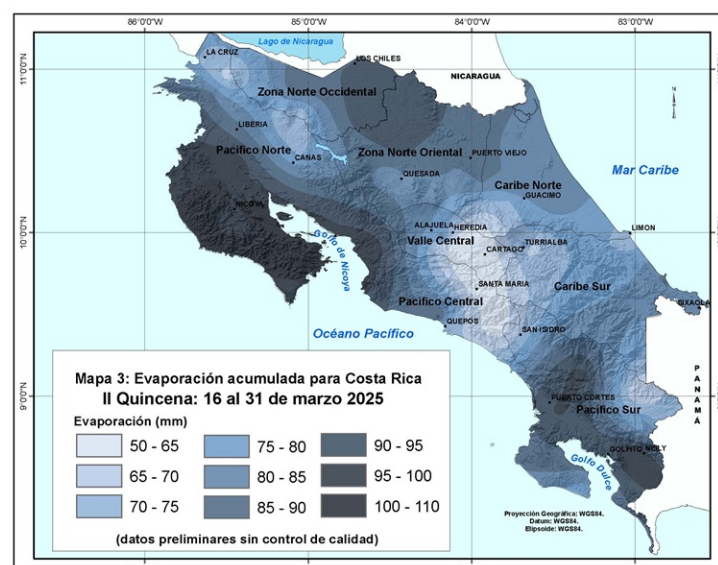 86°0'0"W
85°0'0"W
84°0'0"W
83°0'0"W
Lago de Nicaragua
LA CRUZ
LOS CHILES
11°0'0"N
NICARAGUA
Zona Norte Occidental
LIBERIA
Pacífico Norte
CAÑAS
Zona Norte Oriental
PUERTO VIEJO
QUESADA
Mar Caribe
Caribe Norte
GUACIMO
NICOYA
Golfo de Nicoya
ALAJUELA
HEREDIA
Valle Central
LIMON
10°0'0"N
CARTAGO
TURRIALBA
SANTA MARIA
Caribe Sur
SIXAOLA
Pacífico Central
QUEPOS
SAN ISIDRO
Océano Pacífico
PANAMÁ
9°0'0"N
PUERTO CORTES
Pacífico Sur
GOLFITO
NEILY
Golfo Dulce
Mapa 3: Evaporación acumulada para Costa Rica
II Quincena: 16 al 31 de marzo 2025
Evaporación (mm)
50 - 65
75 - 80
90 - 95
65 - 70
80 - 85
95 - 100
70 - 75
85 - 90
100 - 110
(datos preliminares sin control de calidad)
Proyección Geográfica: WGS84.
Datum: WGS84.
Elipsoide: WGS84.